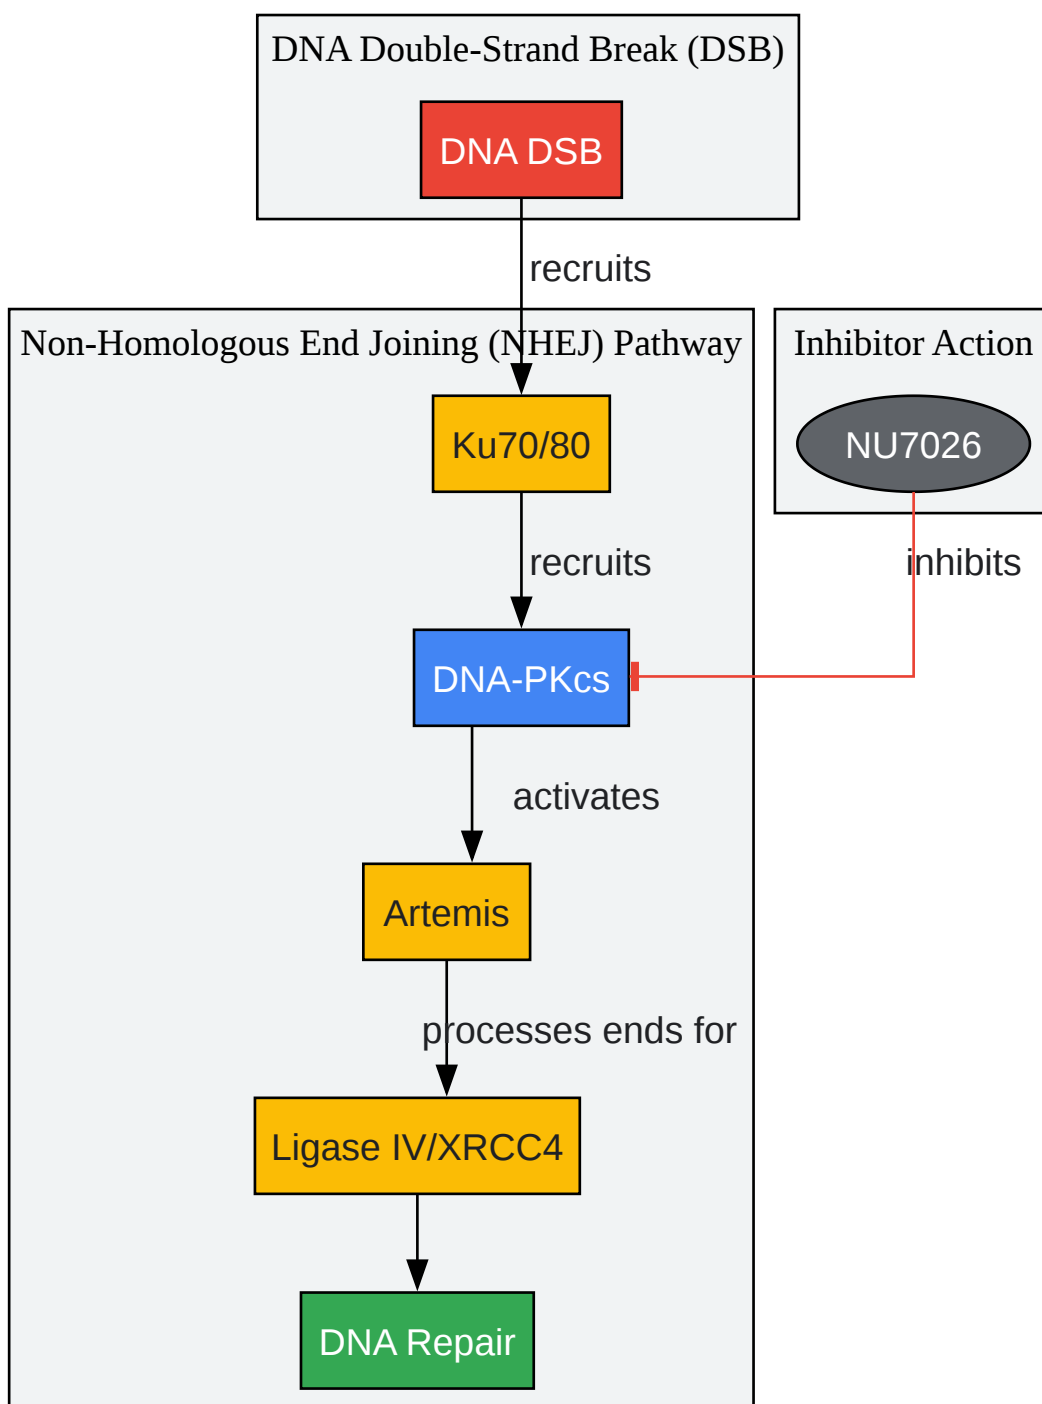 DNA Double-Strand Break (DSB)
DNA DSB
recruits
Non-Homologous End Joining (NHEJ) Pathway
Inhibitor Action
Ku70/80
NU7026
recruits
inhibits
DNA-PKcs
activates
Artemis
processes ends for
Ligase IV/XRCC4
DNA Repair